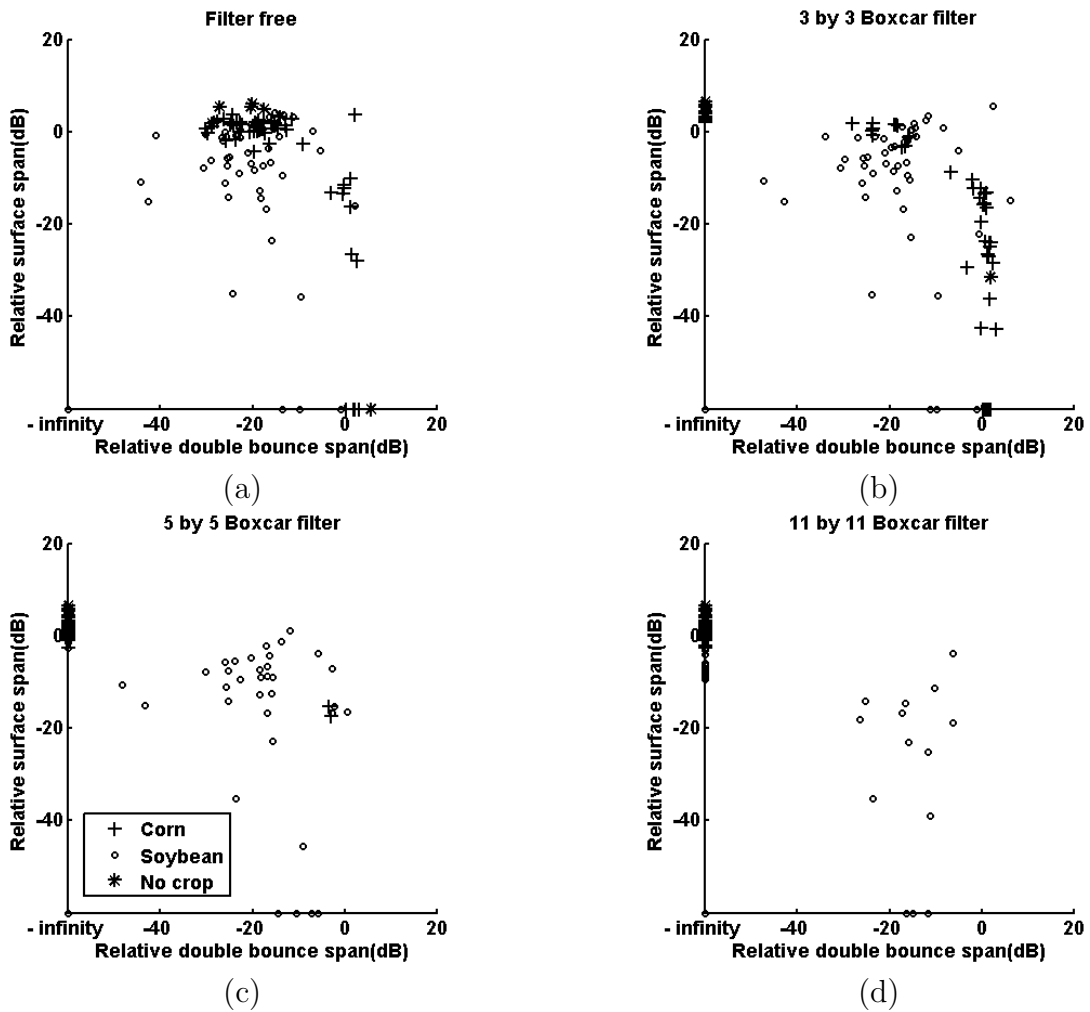 Filter free
20
0
-20
-40
- infinity
-40
-20
0
20
Relative surface span(dB)
Relative double bounce span(dB)
(a)
3 by 3 Boxcar filter
20
0
-20
-40
- infinity
-40
-20
0
20
Relative surface span(dB)
Relative double bounce span(dB)
(b)
5 by 5 Boxcar filter
20
0
-20
-40
- infinity
-40
-20
0
20
Relative surface span(dB)
Relative double bounce span(dB)
Corn
Soybean
No crop
(c)
11 by 11 Boxcar filter
20
0
-20
-40
- infinity
-40
-20
0
20
Relative surface span(dB)
Relative double bounce span(dB)
(d)